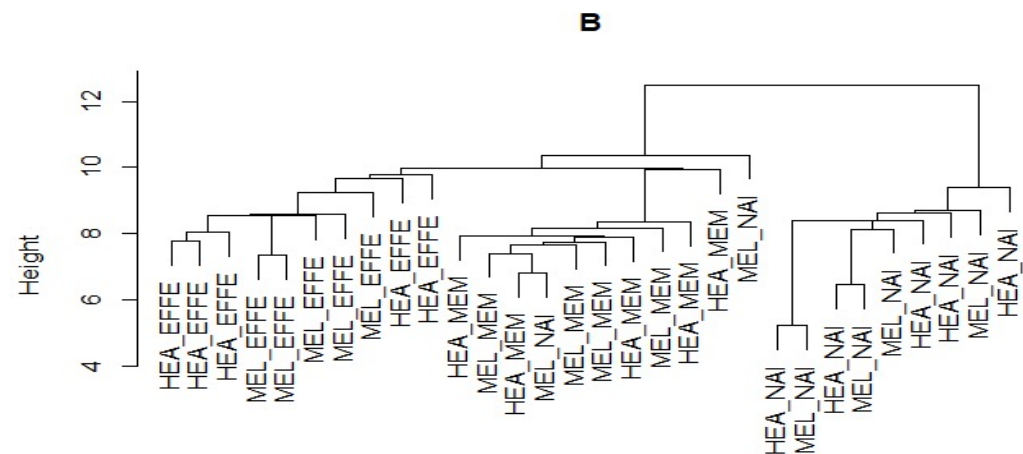 B
Height
12
10
8
6
4
HEA_EFFE
HEA_EFFE
HEA_EFFE
MEL_EFFE
MEL_EFFE
MEL_EFFE
MEL_EFFE
MEL_EFFE
HEA_EFFE
HEA_EFFE
HEA_MEM
MEL_MEM
HEA_MEM
MEL_NAI
MEL_MEM
MEL_MEM
HEA_MEM
MEL_MEM
HEA_MEM
HEA_MEM
MEL_NAI
HEA_NAI
MEL_NAI
HEA_NAI
MEL_NAI
MEL_NAI
HEA_NAI
HEA_NAI
MEL_NAI
HEA_NAI